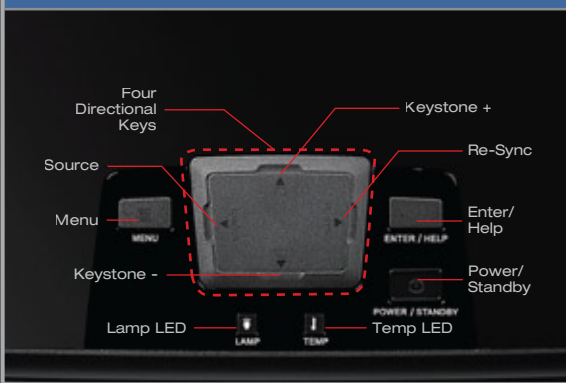 Four
Directional
Keys
Keystone +
Source
Re-Sync
Menu
MENU
Enter/
Help
ENTER / HELP
Keystone -
Power/
Standby
POWER / STANDBY
Lamp LED
LAMP
TEMP
Temp LED